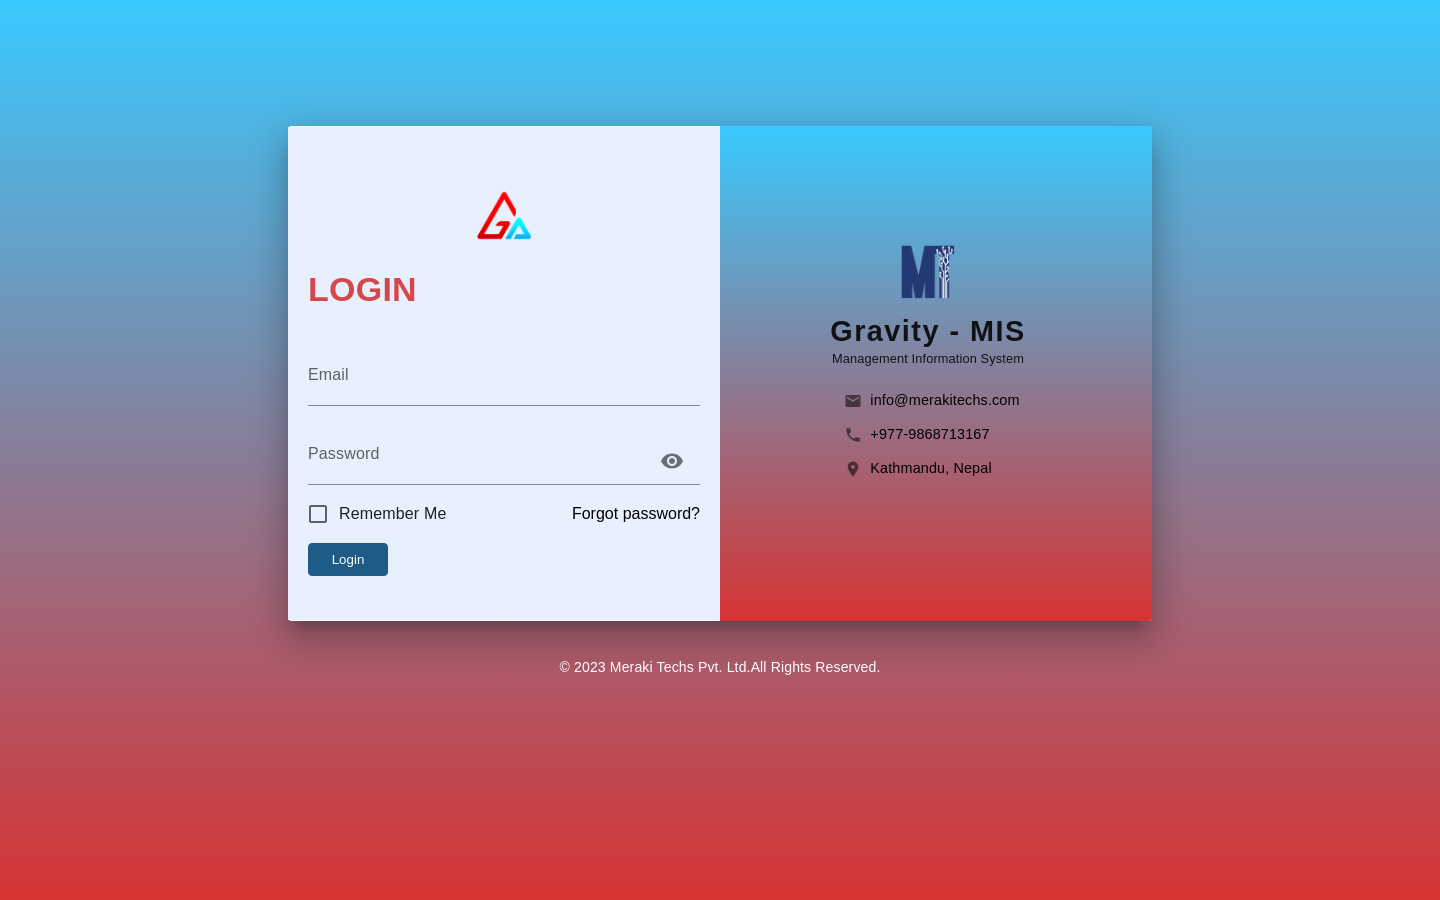 LOGIN
Email
Password
Remember Me
Forgot password?
Login
MT
Gravity - MIS
Management Information System
info@merakitechs.com
+977-9868713167
Kathmandu, Nepal
© 2023 Meraki Techs Pvt. Ltd.All Rights Reserved.